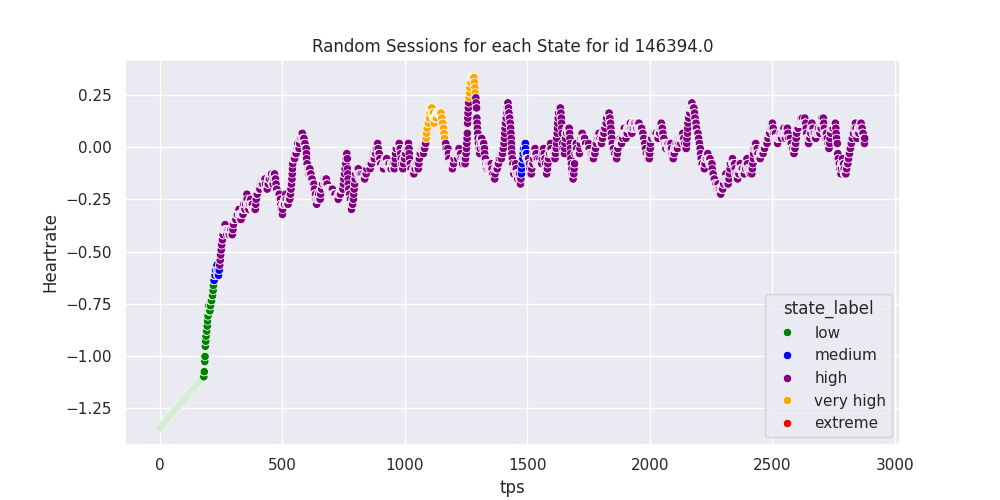 Random Sessions for each State for id 146394.0
Heartrate
0.25
0.00
−0.25
−0.50
−0.75
−1.00
−1.25
0 500 1000 1500 2000 2500 3000
tps
state_label
low
medium
high
very high
extreme